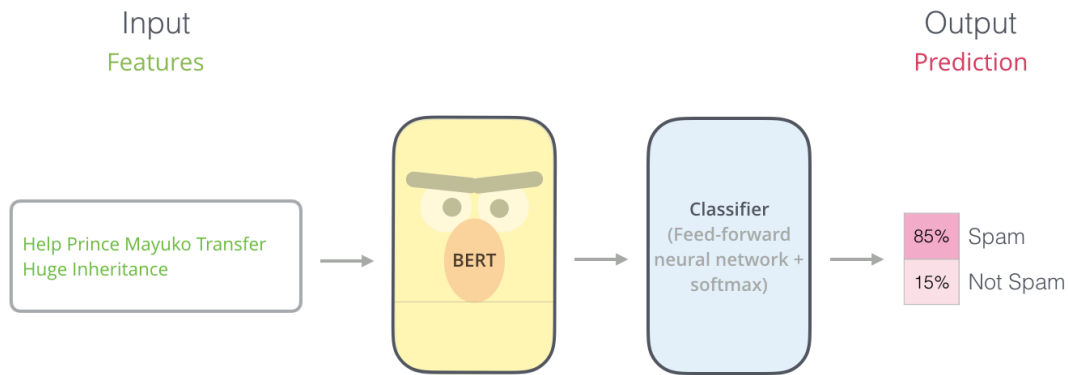 Input
Features
Output
Prediction
Help Prince Mayuko Transfer
Huge Inheritance
BERT
Classifier
(Feed-forward
neural network +
softmax)
85% Spam
15% Not Spam